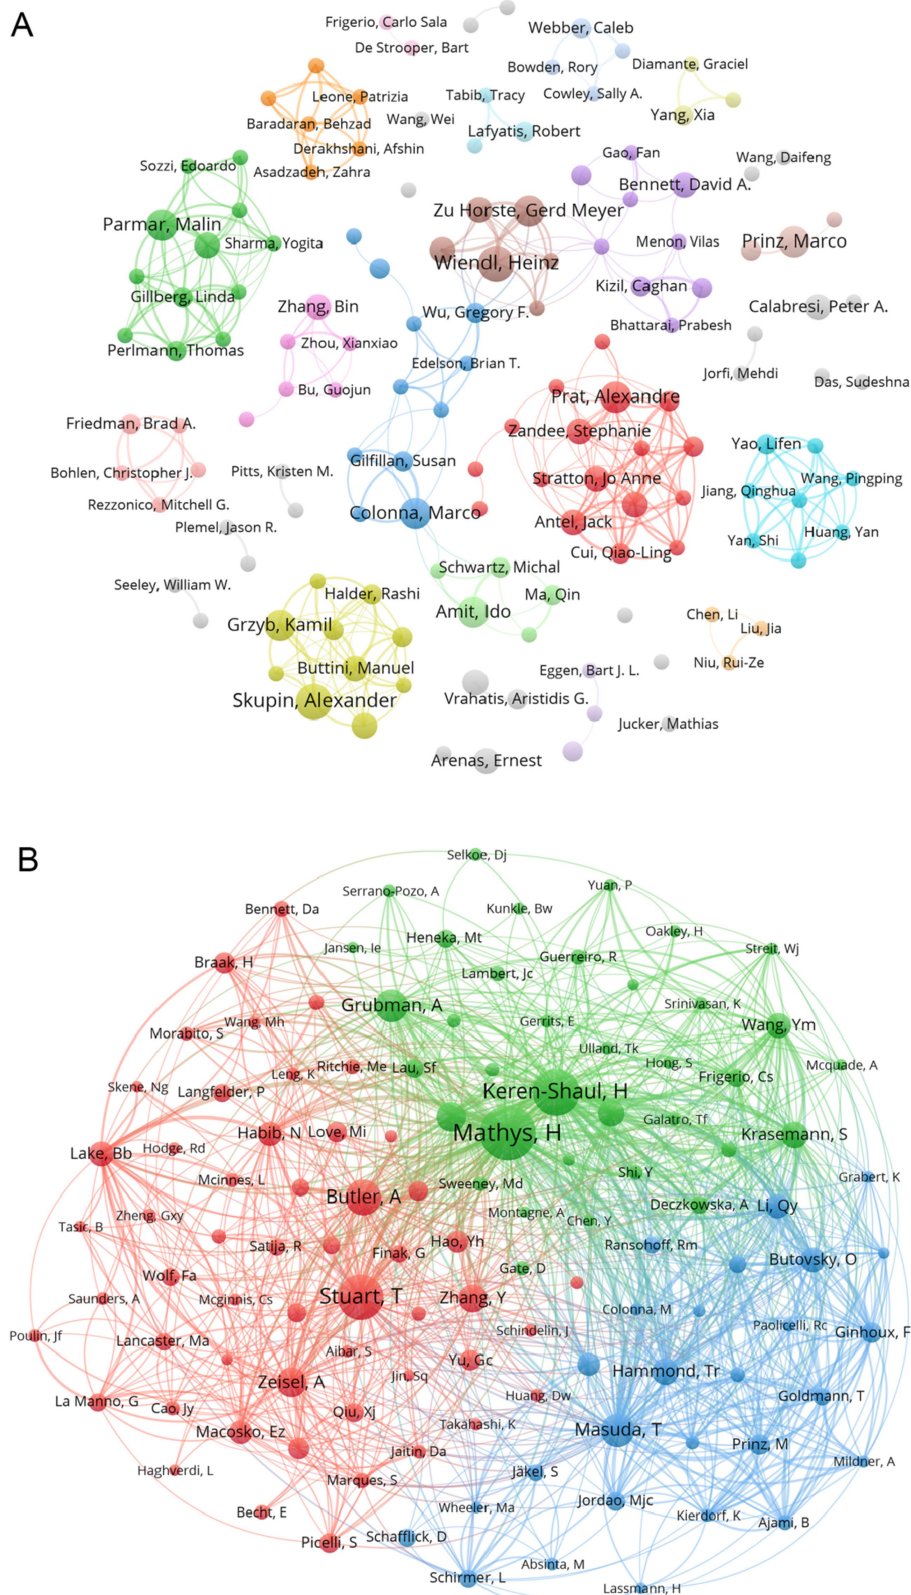 A
Frigerio, Carlo Sala
De Strooper, Bart
Webber, Caleb
Bowden, Rory
Diamante, Graciel
Leone, Patrizia
Tabib, Tracy
Cowley, Sally A.
Baradaran, Behzad
Wang, Wei
Lafyatis, Robert
Yang, Xia
Derakhshani, Afshin
Sozzi, Edoardo
Asadzadeh, Zahra
Gao, Fan
Wang, Daifeng
Bennett, David A.
Parmar, Malin
Zu Horste, Gerd Meyer
Sharma, Yogita
Menon, Vilas
Prinz, Marco
Wiendl, Heinz
Kizil, Caghan
Gillberg, Linda
Zhang, Bin
Wu, Gregory F.
Calabresi, Peter A.
Bhattarai, Prabesh
Perlmann, Thomas
Zhou, Xianxiao
Edelson, Brian T.
Jorfi, Mehdi
Das, Sudeshna
Bu, Guojun
Prat, Alexandre
Friedman, Brad A.
Zandee, Stephanie
Yao, Lifen
Bohlen, Christopher J.
Pitts, Kristen M.
Gilfillan, Susan
Stratton, Jo Anne
Wang, Pingping
Jiang, Qinghua
Rezzonico, Mitchell G.
Colonna, Marco
Antel, Jack
Plemel, Jason R.
Yan, Shi
Huang, Yan
Cui, Qiao-Ling
Seeley, William W.
Schwartz, Michal
Halder, Rashi
Ma, Qin
Amit, Ido
Chen, Li
Grzyb, Kamil
Liu, Jia
Buttini, Manuel
Eggen, Bart J. L.
Niu, Rui-Ze
Skupin, Alexander
Vrahatis, Aristidis G.
Jucker, Mathias
Arenas, Ernest
B
Selkoe, Dj
Serrano-Pozo, A
Yuan, P
Bennett, Da
Kunkle, Bw
Jansen, Ie
Heneka, Mt
Oakley, H
Streit, Wj
Braak, H
Guerreiro, R
Lambert, Jc
Grubman, A
Srinivasan, K
Morabito, S
Wang, Mh
Gerrits, E
Wang, Ym
Ulland, Tk
Leng, K
Ritchie, Me
Lau, Sf
Hong, S
Mcquade, A
Skene, Ng
Langfelder, P
Keren-Shaul, H
Frigerio, Cs
Habib, N
Love, Mi
Mathys, H
Galatro, Tf
Krasemann, S
Lake, Bb
Hodge, Rd
Mcinnes, L
Sweeney, Md
Shi, Y
Grabert, K
Butler, A
Montagne, A
Chen, Y
Deczkowska, A
Li, Qy
Tasic, B
Zheng, Gxy
Satija, R
Finak, G
Hao, Yh
Ransohoff, Rm
Butovsky, O
Wolf, Fa
Gate, D
Saunders, A
Mcginnis, Cs
Stuart, T
Zhang, Y
Colonna, M
Poulin, Jf
Lancaster, Ma
Schindelin, J
Paolicelli, Rc
Ginhoux, F
Aibar, S
Yu, Gc
Zeisel, A
Jin, Sq
Hammond, Tr
La Manno, G
Cao, Jy
Qiu, Xj
Huang, Dw
Goldmann, T
Macosko, Ez
Takahashi, K
Masuda, T
Prinz, M
Haghverdi, L
Jaitin, Da
Mildner, A
Marques, S
Jäkel, S
Becht, E
Wheeler, Ma
Jordao, Mjc
Kierdorf, K
Ajami, B
Picelli, S
Schafflick, D
Schirmer, L
Absinta, M
Lassmann, H